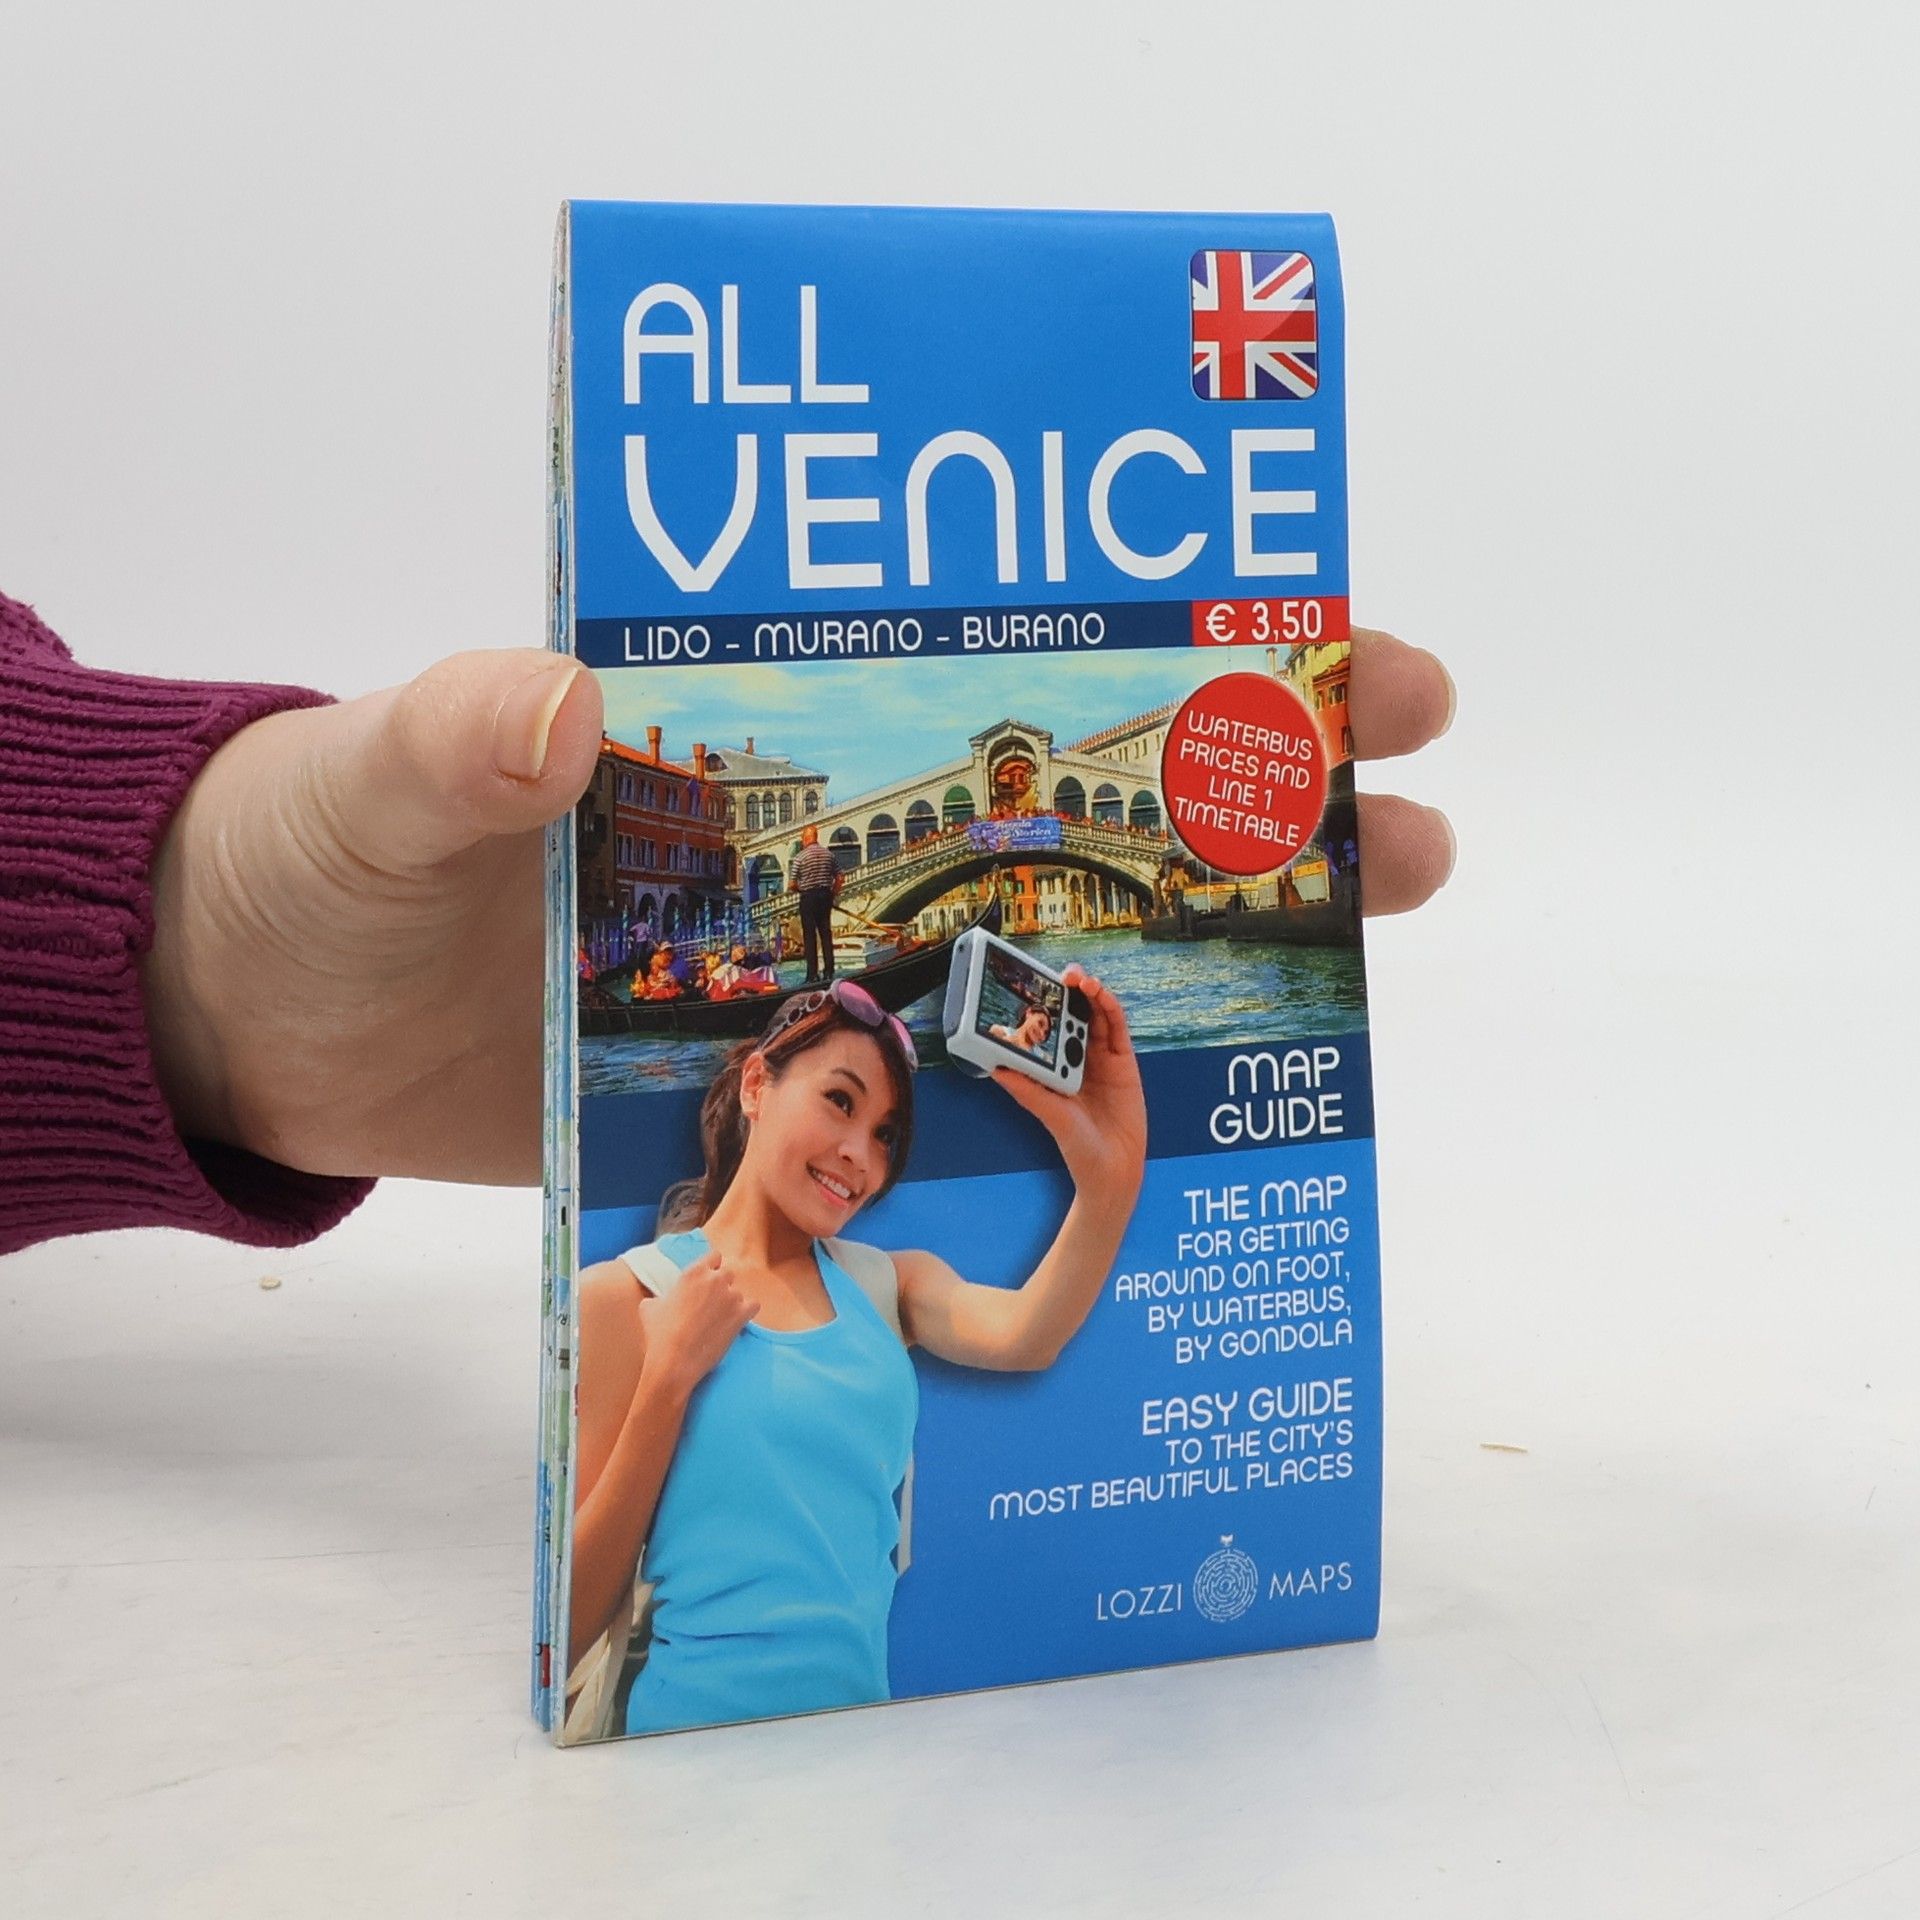 ALL
VENICE
LIDO - MURANO - BURANO
€ 3,50
WATERBUS
PRICES AND
LINE 1
TIMETABLE
MAP
GUIDE
THE MAP
FOR GETTING
AROUND ON FOOT,
BY WATERBUS,
BY GONDOLA
EASY GUIDE
TO THE CITY'S
MOST BEAUTIFUL PLACES
LOZZI MAPS